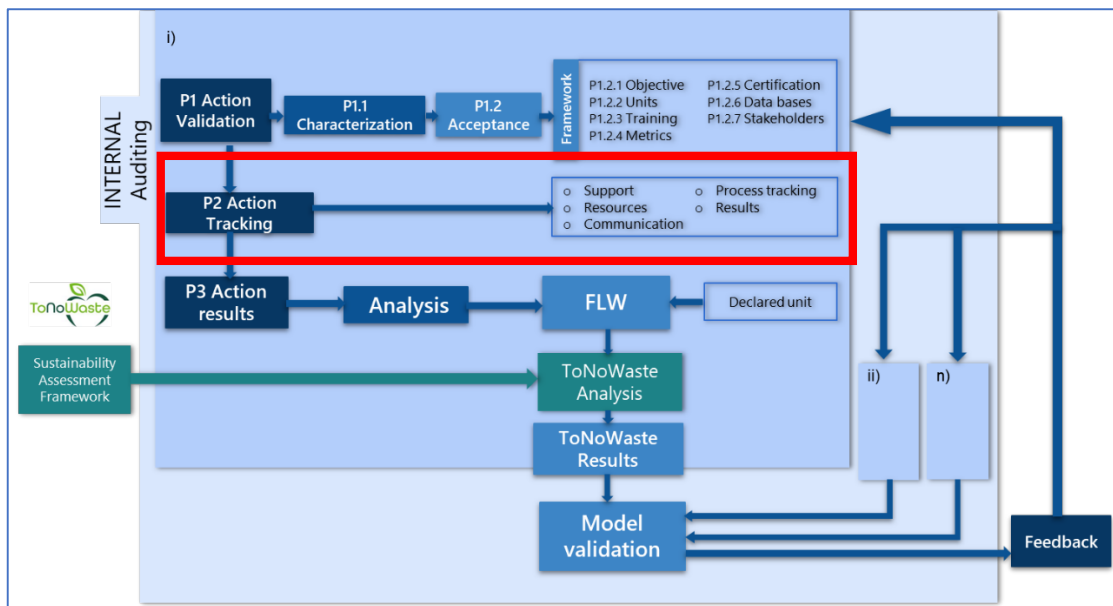 i)
INTERNAL
Auditing
P1 Action
Validation
P1.1
Characterization
P1.2
Acceptance
Framework
P1.2.1 Objective
P1.2.2 Units
P1.2.3 Training
P1.2.4 Metrics
P1.2.5 Certification
P1.2.6 Data bases
P1.2.7 Stakeholders
P2 Action
Tracking
o Support
o Resources
o Communication
o Process tracking
o Results
P3 Action
results
Analysis
FLW
Declared unit
ToNoWaste
Sustainability
Assessment
Framework
ToNoWaste
Analysis
ToNoWaste
Results
Model
validation
ii)
n)
Feedback